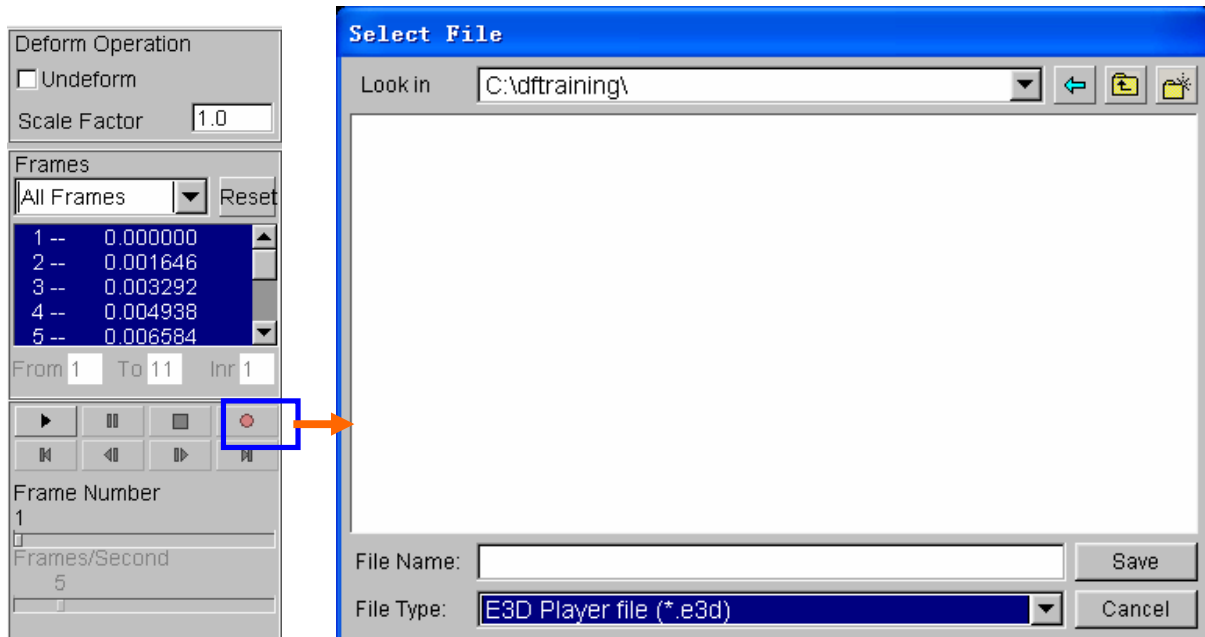 Deform Operation
Undeform
Scale Factor 1.0
Frames
All Frames Reset
1 -- 0.000000
2 -- 0.001646
3 -- 0.003292
4 -- 0.004938
5 -- 0.006584
From 1 To 11 Inr 1
Frame Number
1
Frames/Second
5
Select File
Look in C:\dftraining\
File Name: Save
File Type: E3D Player file (*.e3d) Cancel